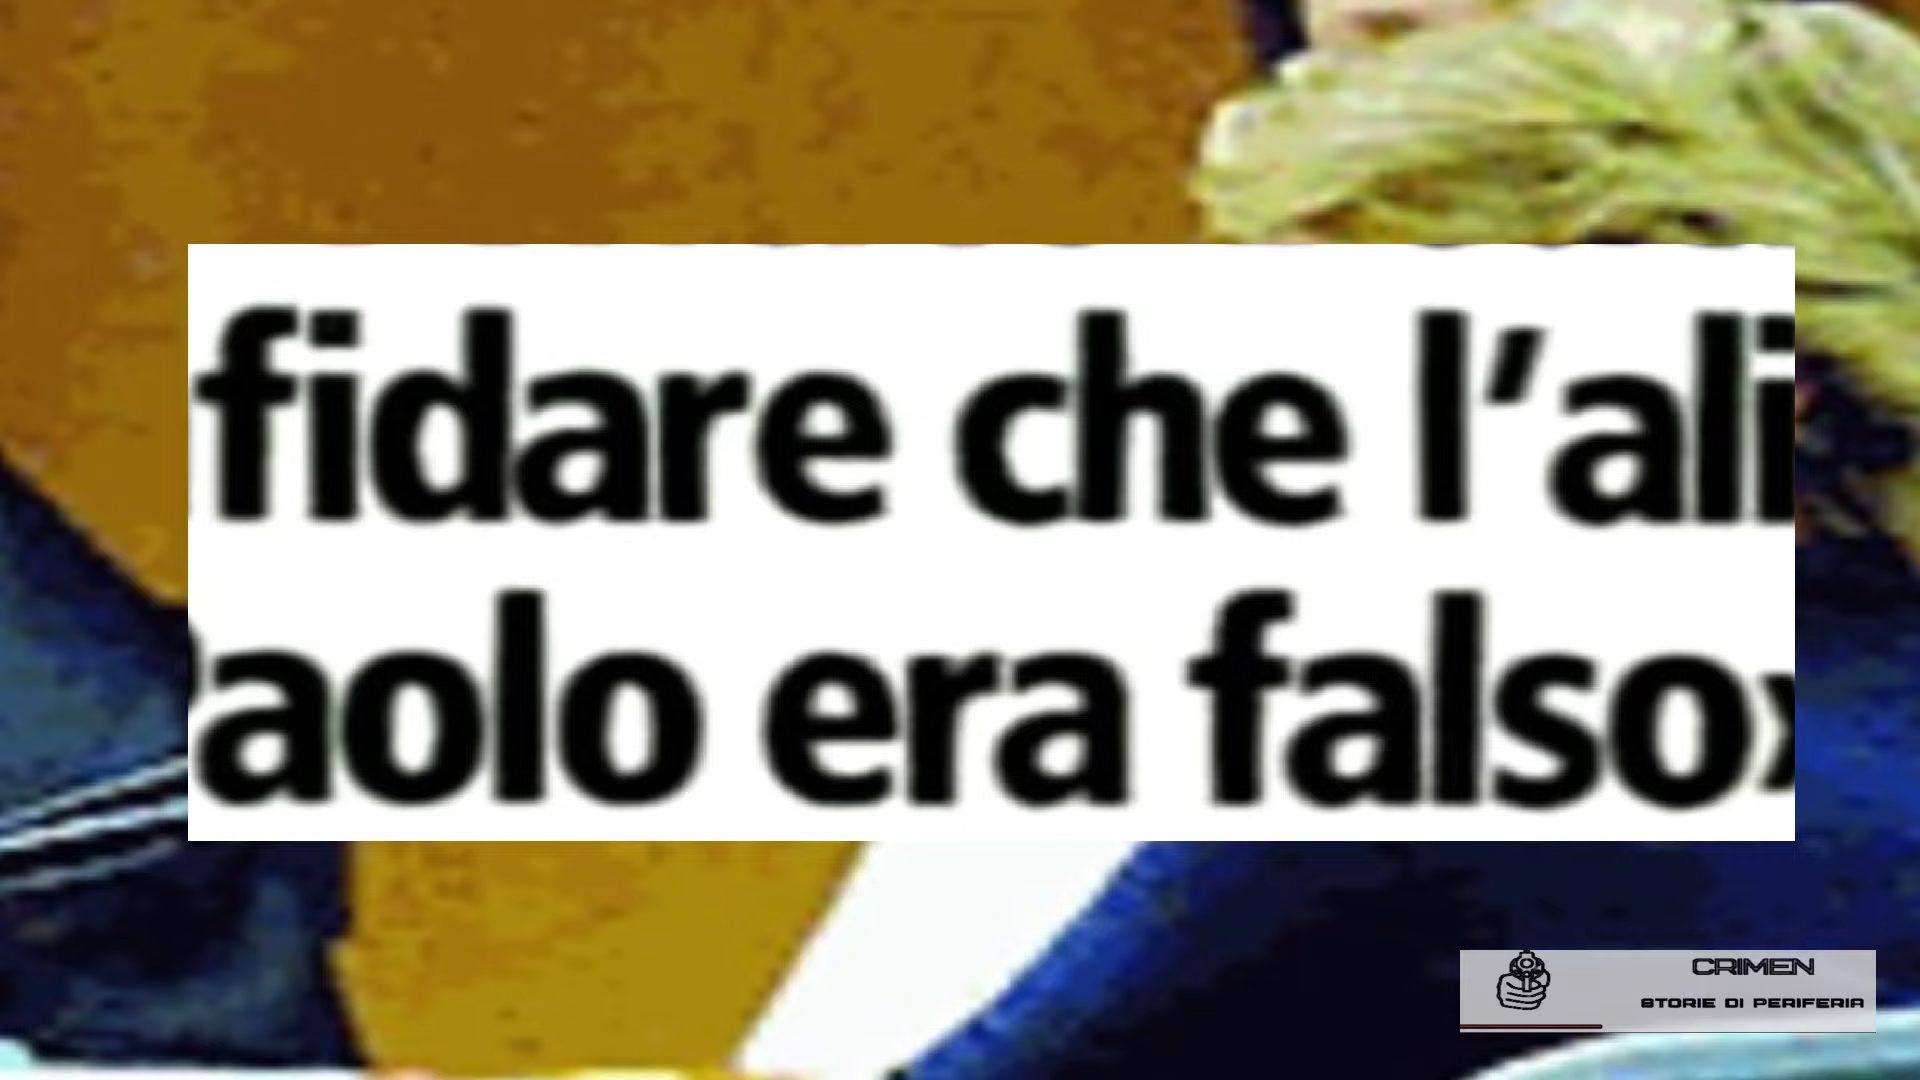 fidare che l'ali
aolo era falso»
CRIMEN
STORIE DI PERIFERIA